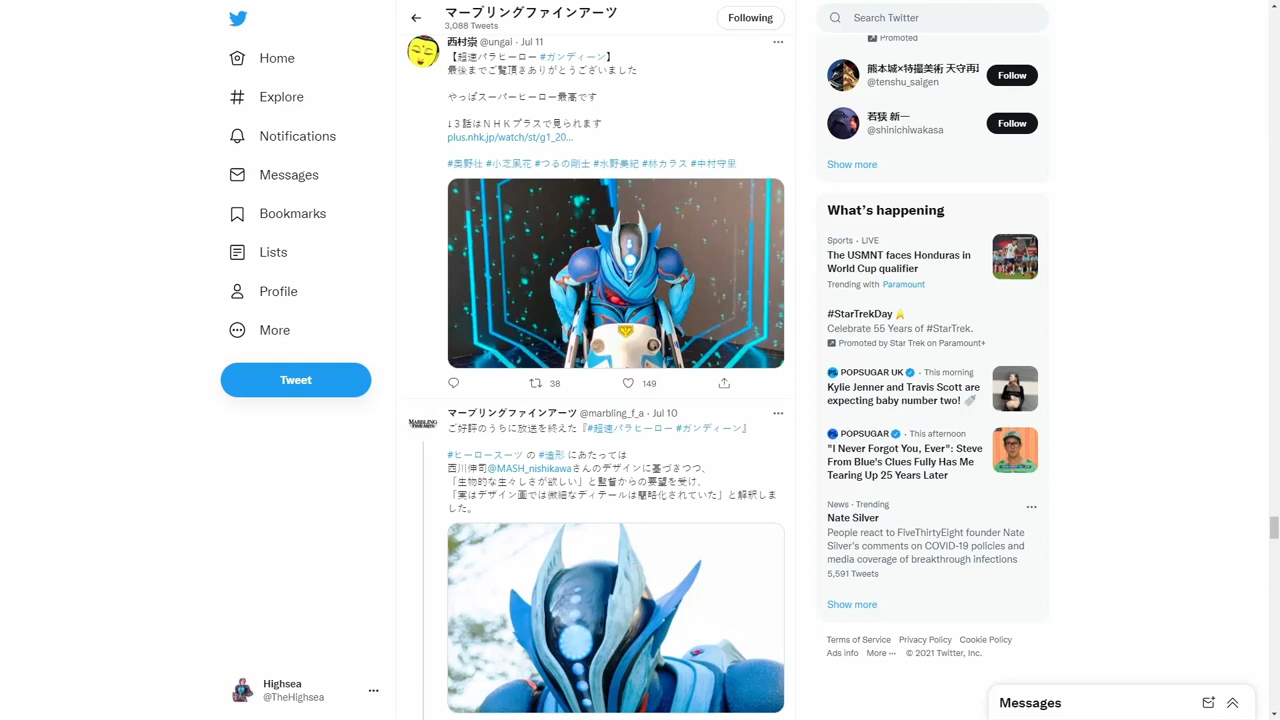 Home
Explore
Notifications
Messages
Bookmarks
Lists
Profile
More
Tweet
Highsea
@TheHighsea
マーブリングファインアーツ
3,088 Tweets
Following
西村崇 @ungai · Jul 11
【超速パラヒーロー #ガンディーン】
最後までご覧頂きありがとうございました
やっぱスーパーヒーロー最高です
↓3話はＮＨＫプラスで見られます
plus.nhk.jp/watch/st/g1_20…
#奥野壮 #小芝風花 #つるの剛士 #水野美紀 #林カラス #中村守里
38
149
MARBLING
FINE ARTS
マーブリングファインアーツ @marbling_f_a · Jul 10
ご好評のうちに放送を終えた『#超速パラヒーロー #ガンディーン』
#ヒーロースーツ の #造形 にあたっては
西川伸司@MASH_nishikawaさんのデザインに基づきつつ、
「生物的な生々しさが欲しい」と監督からの要望を受け、
「実はデザイン画では微細なディテールは簡略化されていた」と解釈しま
した。
Search Twitter
Promoted
熊本城×特撮美術 天守再現
@tenshu_saigen
Follow
若狭 新一
@shinichiwakasa
Follow
Show more
What's happening
Sports · LIVE
The USMNT faces Honduras in
World Cup qualifier
Trending with Paramount
#StarTrekDay
Celebrate 55 Years of #StarTrek.
Promoted by Star Trek on Paramount+
POPSUGAR UK · This morning
Kylie Jenner and Travis Scott are
expecting baby number two! 🍼
POPSUGAR · This afternoon
"I Never Forgot You, Ever": Steve
From Blue's Clues Fully Has Me
Tearing Up 25 Years Later
News · Trending
Nate Silver
People react to FiveThirtyEight founder Nate
Silver's comments on COVID-19 policies and
media coverage of breakthrough infections
5,591 Tweets
Show more
Terms of Service Privacy Policy Cookie Policy
Ads info More ··· © 2021 Twitter, Inc.
Messages